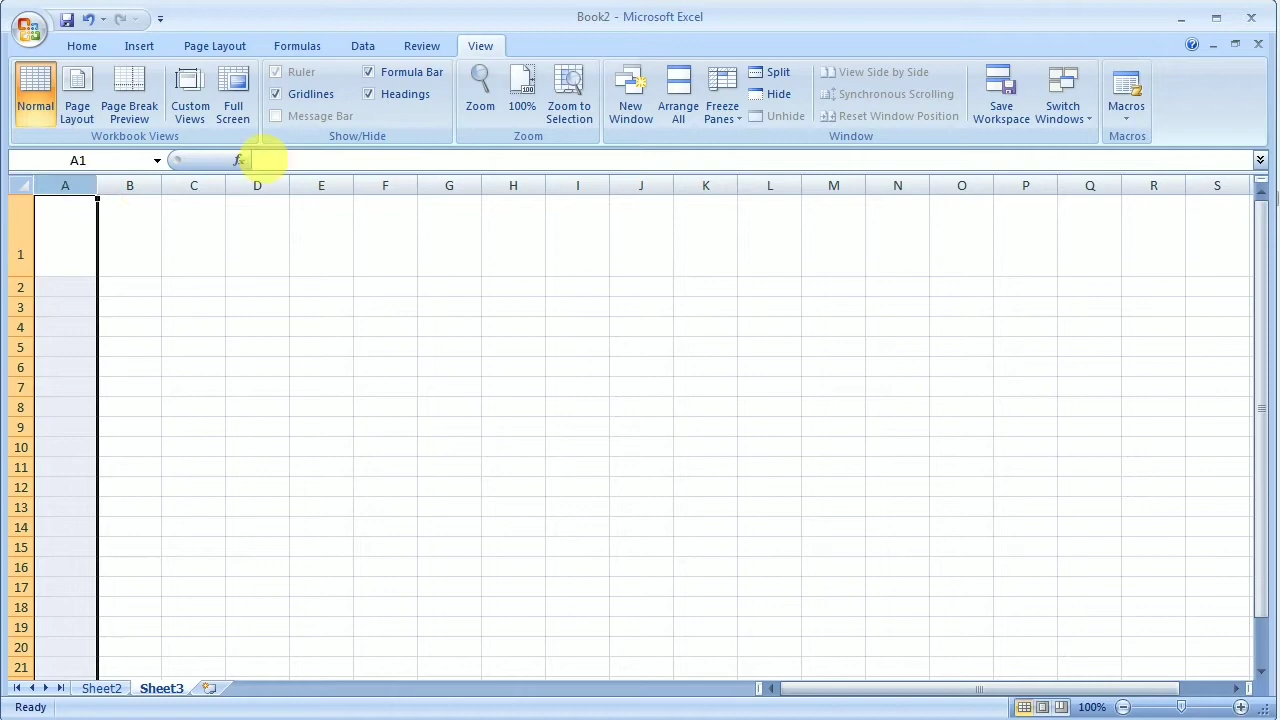 Book2 - Microsoft Excel
Home Insert Page Layout Formulas Data Review View
Normal
Page Layout
Page Break Preview
Custom Views
Full Screen
Workbook Views
Ruler
Gridlines
Message Bar
Formula Bar
Headings
Show/Hide
Zoom
100%
Zoom to Selection
Zoom
New Window
Arrange All
Freeze Panes
Split
Hide
Unhide
View Side by Side
Synchronous Scrolling
Reset Window Position
Save Workspace
Switch Windows
Window
Macros
Macros
A1 fx
A B C D E F G H I J K L M N O P Q R S
1
2
3
4
5
6
7
8
9
10
11
12
13
14
15
16
17
18
19
20
21
Sheet2 Sheet3
Ready 100%